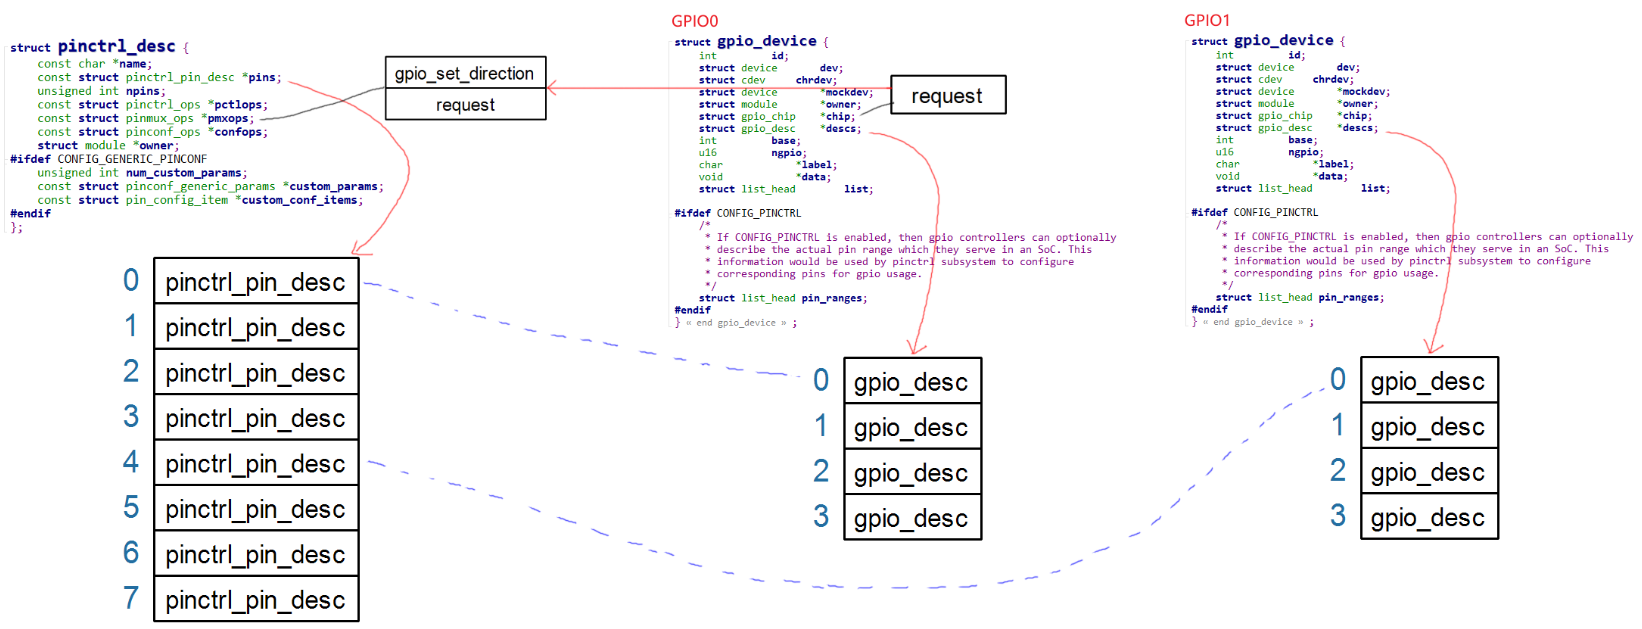 struct pinctrl_desc {
const char *name;
const struct pinctrl_pin_desc *pins;
unsigned int npins;
const struct pinctrl_ops *pctlops;
const struct pinmux_ops *pmxops;
const struct pinconf_ops *confops;
struct module *owner;
#ifdef CONFIG_GENERIC_PINCONF
unsigned int num_custom_params;
const struct pinconf_generic_params *custom_params;
const struct pin_config_item *custom_conf_items;
#endif
};
gpio_set_direction
request
0 pinctrl_pin_desc
1 pinctrl_pin_desc
2 pinctrl_pin_desc
3 pinctrl_pin_desc
4 pinctrl_pin_desc
5 pinctrl_pin_desc
6 pinctrl_pin_desc
7 pinctrl_pin_desc
GPIO0
struct gpio_device {
int id;
struct device dev;
struct cdev chrdev;
struct device *mockdev;
struct module *owner;
struct gpio_chip *chip;
struct gpio_desc *descs;
int base;
u16 ngpio;
char *label;
void *data;
struct list_head list;
#ifdef CONFIG_PINCTRL
/*
* If CONFIG_PINCTRL is enabled, then gpio controllers can optionally
* describe the actual pin range which they serve in an SoC. This
* information would be used by pinctrl subsystem to configure
* corresponding pins for gpio usage.
*/
struct list_head pin_ranges;
#endif
} « end gpio_device » ;
request
0 gpio_desc
1 gpio_desc
2 gpio_desc
3 gpio_desc
GPIO1
struct gpio_device {
int id;
struct device dev;
struct cdev chrdev;
struct device *mockdev;
struct module *owner;
struct gpio_chip *chip;
struct gpio_desc *descs;
int base;
u16 ngpio;
char *label;
void *data;
struct list_head list;
#ifdef CONFIG_PINCTRL
/*
* If CONFIG_PINCTRL is enabled, then gpio controllers can optionally
* describe the actual pin range which they serve in an SoC. This
* information would be used by pinctrl subsystem to configure
* corresponding pins for gpio usage.
*/
struct list_head pin_ranges;
#endif
} « end gpio_device » ;
0 gpio_desc
1 gpio_desc
2 gpio_desc
3 gpio_desc